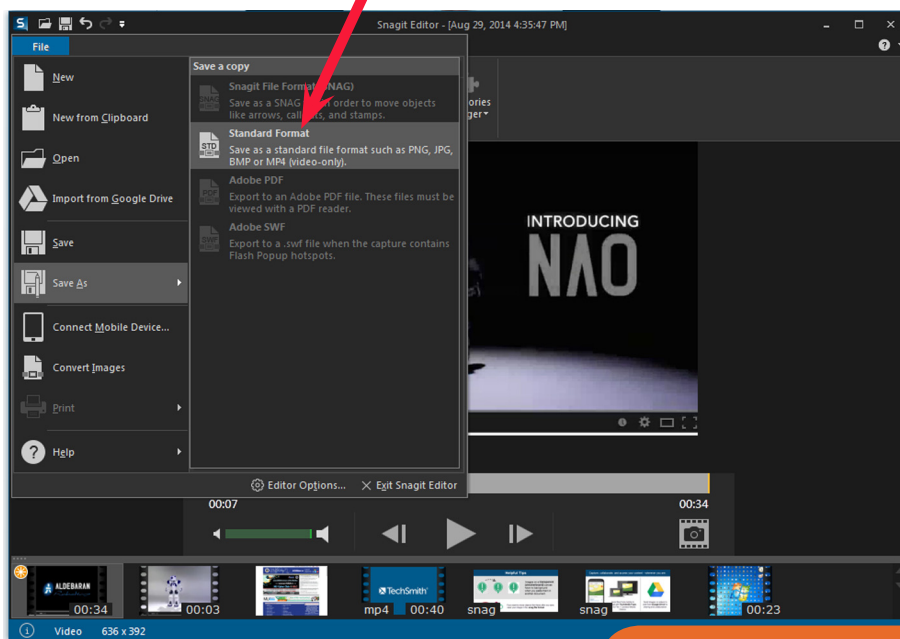 Snagit Editor - [Aug 29, 2014 4:35:47 PM]
File
New
New from Clipboard
Open
Import from Google Drive
Save
Save As
Connect Mobile Device...
Convert Images
Print
Help
Save a copy
Snagit File Format (SNAG)
Save as a SNAG in order to move objects
like arrows, and stamps.
Standard Format
Save as a standard file format such as PNG, JPG,
BMP or MP4 (video-only).
Adobe PDF
Export to an Adobe PDF file. These files must be
viewed with a PDF reader.
Adobe SWF
Export to a .swf file when the capture contains
Flash Popup hotspots.
Editor Options...
Exit Snagit Editor
ories
ger
INTRODUCING
NAO
00:07
00:34
ALDEBARAN
00:34
00:03
TechSmith
mp4 00:40
snag
Helpful Tips
snag
00:23
Video 636 x 392